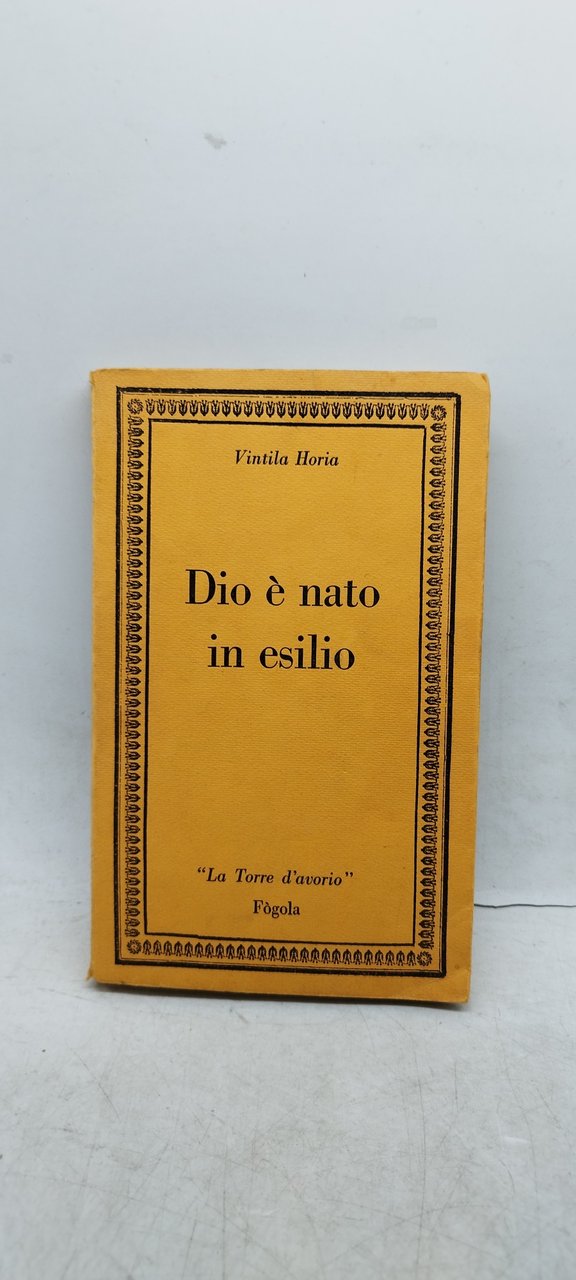 Vintila Horia
Dio è nato
in esilio
“La Torre d’avorio”
Fògola